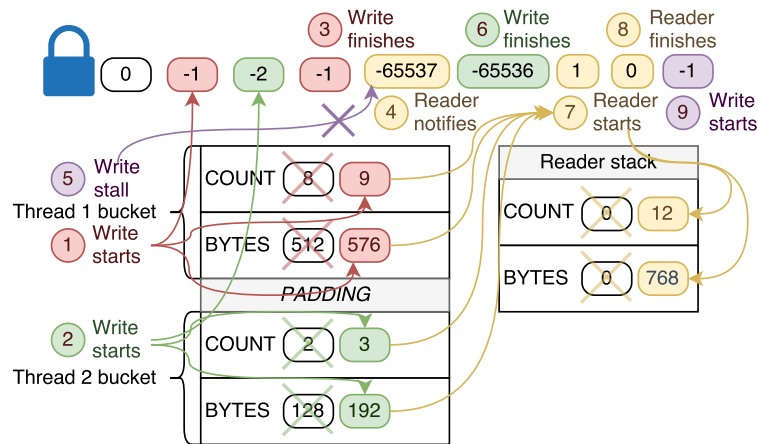 3 Write finishes
6 Write finishes
8 Reader finishes
0 -1 -2 -1 -65537 -65536 1 0 -1
4 Reader notifies
7 Reader starts
9 Write starts
5 Write stall
Thread 1 bucket
1 Write starts
COUNT 8 9
BYTES 512 576
PADDING
2 Write starts
Thread 2 bucket
COUNT 2 3
BYTES 128 192
Reader stack
COUNT 0 12
BYTES 0 768